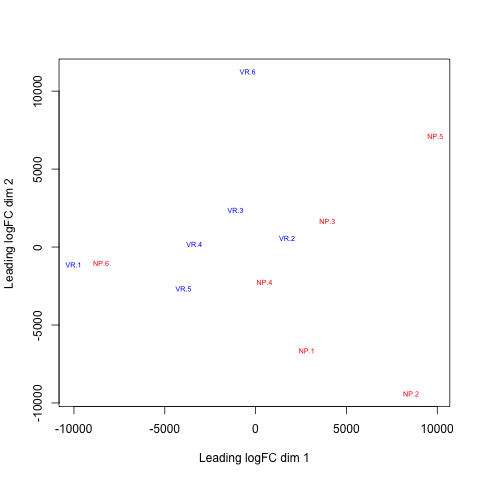 VR.6
10000
NP.5
5000
VR.3
NP.3
Leading logFC dim 2
VR.4
VR.2
0
VR.1
NP.6.
VR.5
NP.4
-5000
NP.1
NP.2
-10000
-10000 -5000 0 5000 10000
Leading logFC dim 1